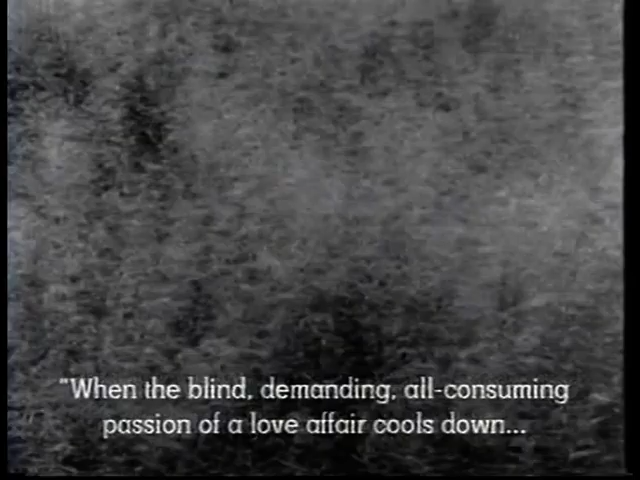 "When the blind, demanding, all-consuming
passion of a love affair cools down...